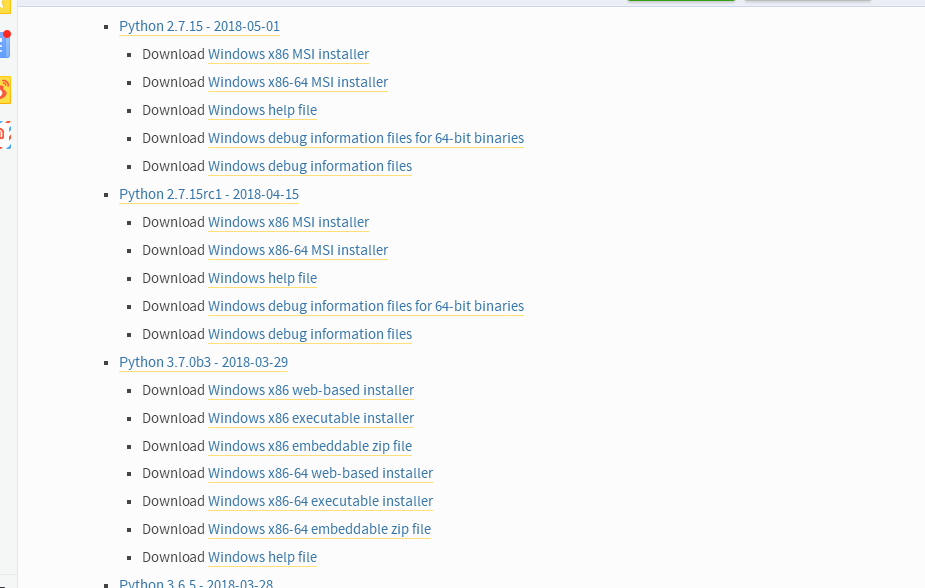 Python 2.7.15 - 2018-05-01
Download Windows x86 MSI installer
Download Windows x86-64 MSI installer
Download Windows help file
Download Windows debug information files for 64-bit binaries
Download Windows debug information files
Python 2.7.15rc1 - 2018-04-15
Download Windows x86 MSI installer
Download Windows x86-64 MSI installer
Download Windows help file
Download Windows debug information files for 64-bit binaries
Download Windows debug information files
Python 3.7.0b3 - 2018-03-29
Download Windows x86 web-based installer
Download Windows x86 executable installer
Download Windows x86 embeddable zip file
Download Windows x86-64 web-based installer
Download Windows x86-64 executable installer
Download Windows x86-64 embeddable zip file
Download Windows help file
Python 3.6.5 - 2018-03-28